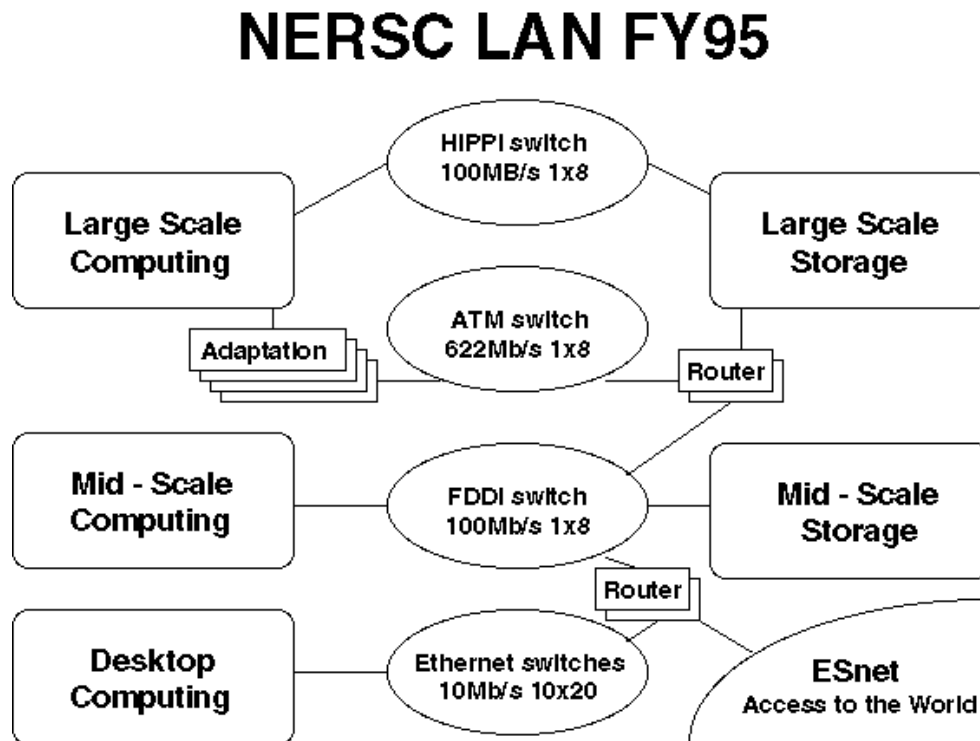 NERSC LAN FY95
HIPPI switch
100MB/s 1x8
Large Scale
Computing
Large Scale
Storage
ATM switch
622Mb/s 1x8
Adaptation
Router
Mid - Scale
Computing
FDDI switch
100Mb/s 1x8
Mid - Scale
Storage
Router
Desktop
Computing
Ethernet switches
10Mb/s 10x20
ESnet
Access to the World